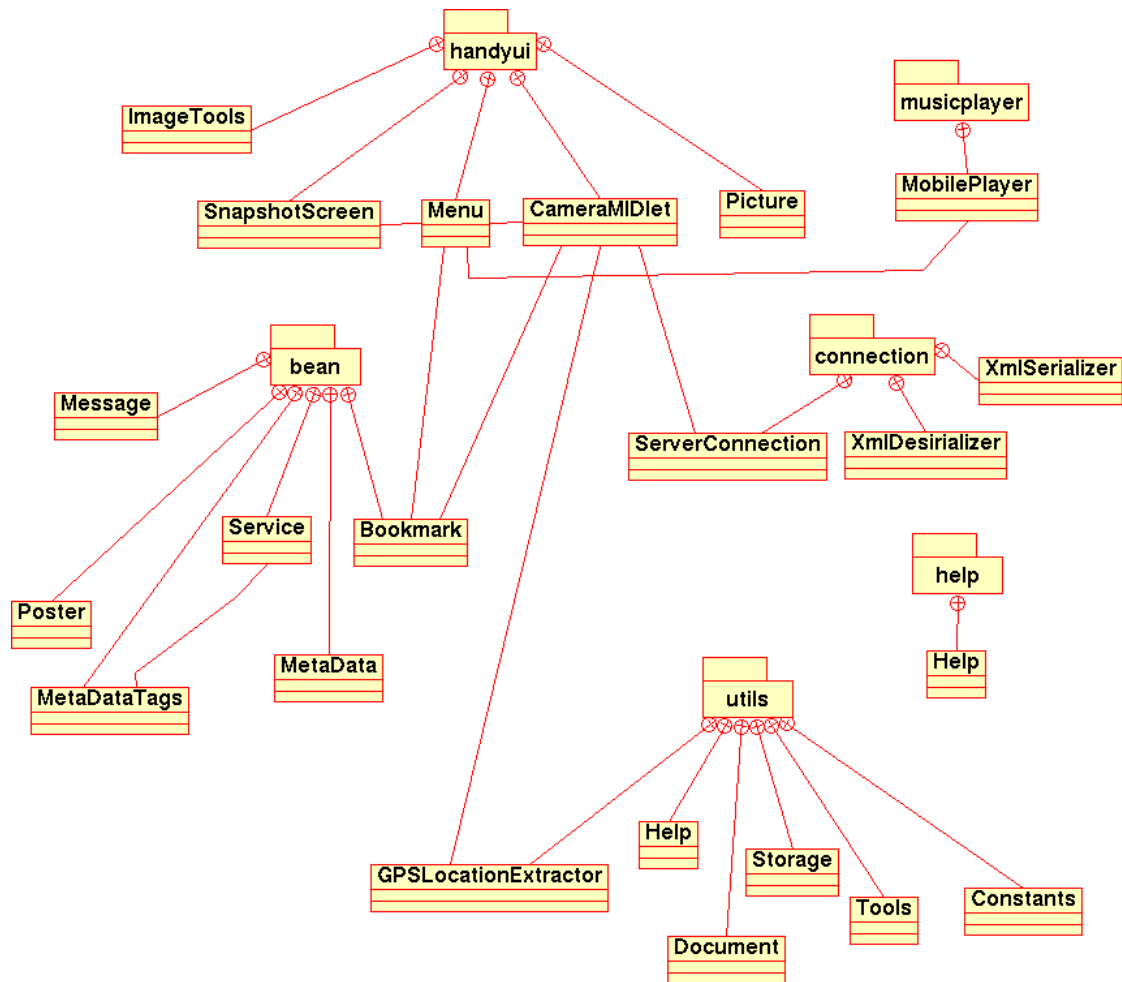 handyui
musicplayer
ImageTools
MobilePlayer
SnapshotScreen
Menu
CameraMIDlet
Picture
bean
connection
XmlSerializer
Message
ServerConnection
XmlDesirializer
Service
Bookmark
help
Poster
MetaDataTags
MetaData
Help
utils
Help
GPSLocationExtractor
Storage
Tools
Constants
Document